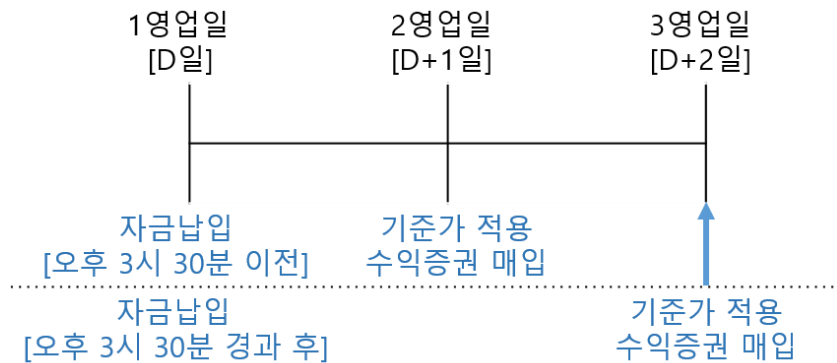 1영업일 2영업일 3영업일
[D일] [D+1일] [D+2일]
자금납입 기준가 적용
[오후 3시 30분 이전] 수익증권 매입
자금납입 기준가 적용
[오후 3시 30분 경과 후] 수익증권 매입